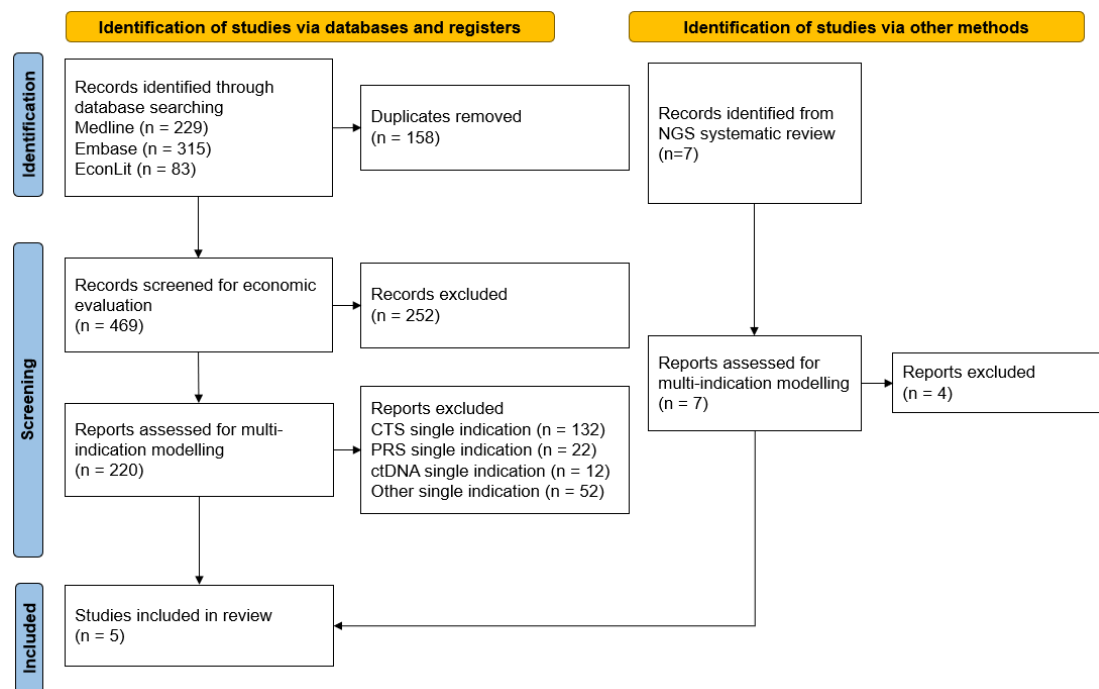 Identification of studies via databases and registers
Identification of studies via other methods
Identification
Records identified through
database searching
Medline (n = 229)
Embase (n = 315)
EconLit (n = 83)
Duplicates removed
(n = 158)
Records identified from
NGS systematic review
(n=7)
Screening
Records screened for economic
evaluation
(n = 469)
Records excluded
(n = 252)
Reports assessed for multi-
indication modelling
(n = 220)
Reports excluded
CTS single indication (n = 132)
PRS single indication (n = 22)
ctDNA single indication (n = 12)
Other single indication (n = 52)
Reports assessed for
multi-indication modelling
(n = 7)
Reports excluded
(n = 4)
Included
Studies included in review
(n = 5)